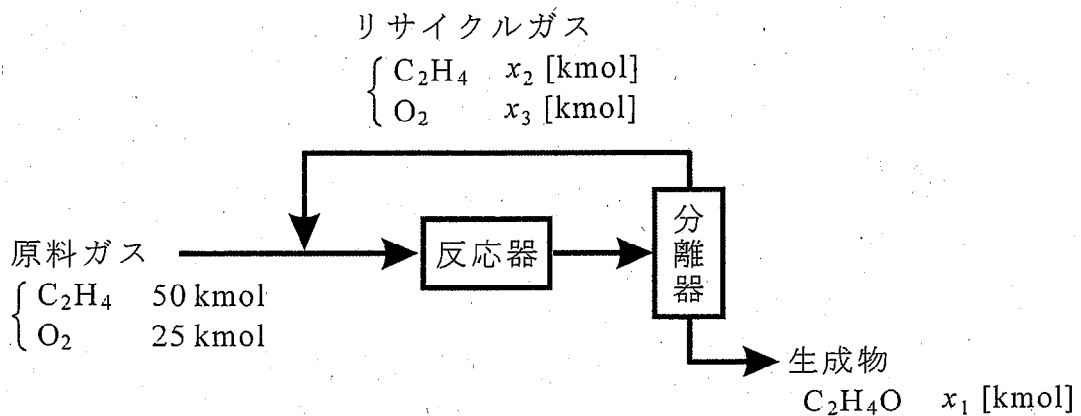 リサイクルガス
C₂H₄ x₂ [kmol]
O₂ x₃ [kmol]
原料ガス
C₂H₄ 50 kmol
O₂ 25 kmol
反応器
分離器
生成物
C₂H₄O x₁ [kmol]